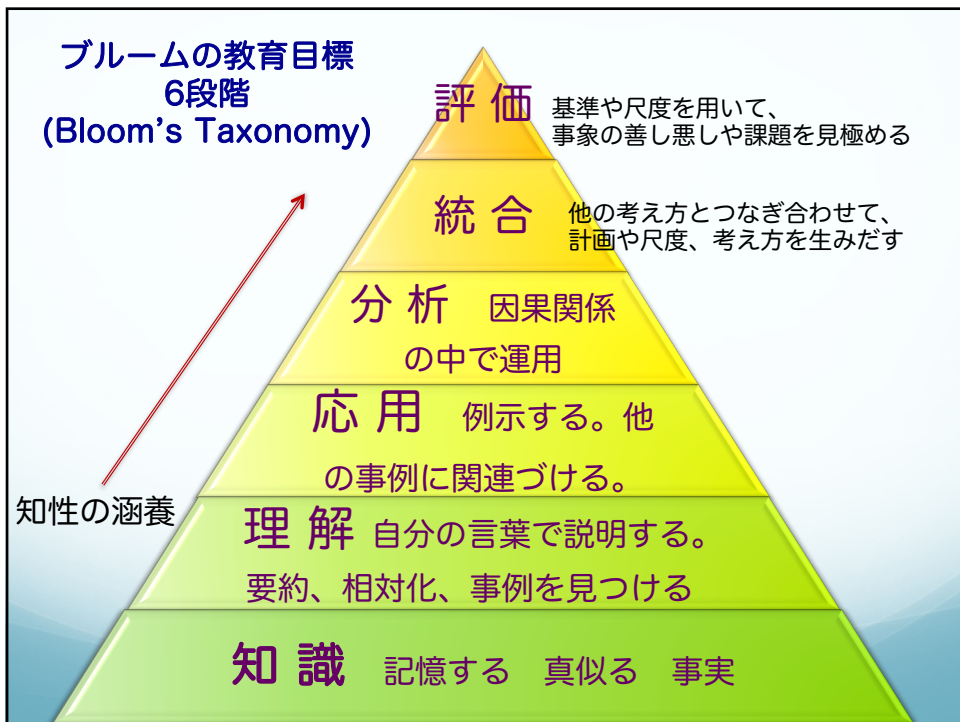 ブルームの教育目標
6段階
(Bloom’s Taxonomy)
評 価
基準や尺度を用いて、
事象の善し悪しや課題を見極める
統 合
他の考え方とつなぎ合わせて、
計画や尺度、考え方を生みだす
分 析 因果関係
の中で運用
応 用 例示する。他
の事例に関連づける。
知性の涵養
理 解 自分の言葉で説明する。
要約、相対化、事例を見つける
知 識 記憶する 真似る 事実